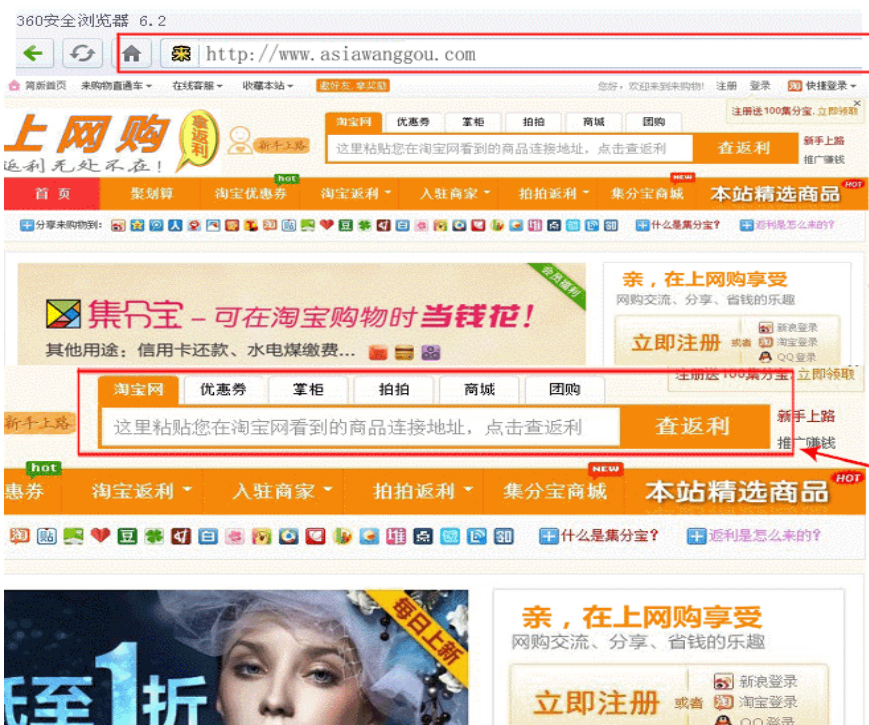 360安全浏览器 6.2
http://www.asiawanggou.com
简新首页 来购物直通车 在线客服 收藏本站 邀好友，拿奖励 您好，欢迎来到来购物! 注册 登录 快捷登录
注册送100集分宝，立即领取
上网购 拿返利
返利无处不在!
新手上路
淘宝网 优惠券 掌柜 拍拍 商城 团购
这里粘贴您在淘宝网看到的商品连接地址，点击查返利 查返利
新手上路
推广赚钱
首页 聚划算 淘宝优惠券 hot 淘宝返利 入驻商家 拍拍返利 集分宝商城 NEW 本站精选商品 HOT
分享来购物到: 什么是集分宝? 返利是怎么来的?
集分宝 - 可在淘宝购物时当钱花!
会员福利
其他用途：信用卡还款、水电煤缴费...
亲，在上网购享受
网购交流、分享、省钱的乐趣
立即注册 或者 新浪登录
淘宝登录
QQ登录
注册送100集分宝，立即领取
淘宝网 优惠券 掌柜 拍拍 商城 团购
新手上路 这里粘贴您在淘宝网看到的商品连接地址，点击查返利 查返利
新手上路
推广赚钱
惠券 hot 淘宝返利 入驻商家 拍拍返利 集分宝商城 NEW 本站精选商品 HOT
什么是集分宝? 返利是怎么来的?
每日上新
低至1折
亲，在上网购享受
网购交流、分享、省钱的乐趣
立即注册 或者 新浪登录
淘宝登录
QQ登录